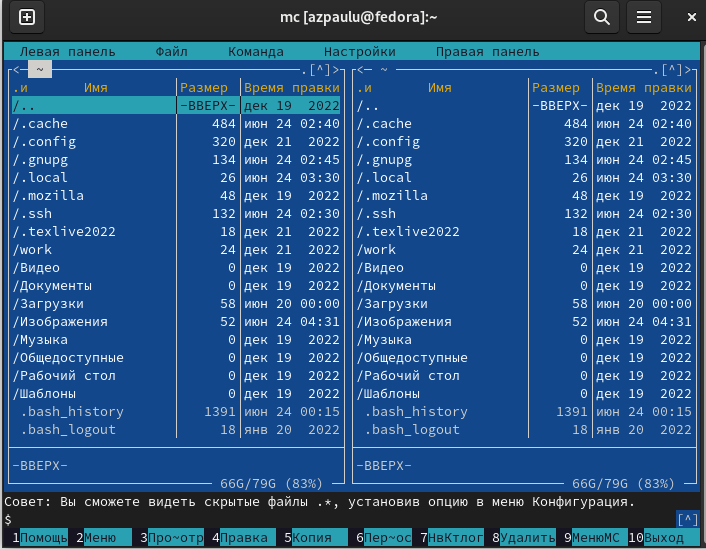 mc [azpaulu@fedora]:~
Левая панель Файл Команда Настройки Правая панель
<─ ~ .[^]> <─ ~ .[^]>
.и Имя Размер Время правки .и Имя Размер Время правки
/.. -ВВЕРХ- дек 19 2022 /.. -ВВЕРХ- дек 19 2022
/.cache 484 июн 24 02:40 /.cache 484 июн 24 02:40
/.config 320 дек 21 2022 /.config 320 дек 21 2022
/.gnupg 134 июн 24 02:45 /.gnupg 134 июн 24 02:45
/.local 26 июн 24 03:30 /.local 26 июн 24 03:30
/.mozilla 48 дек 19 2022 /.mozilla 48 дек 19 2022
/.ssh 132 июн 24 02:30 /.ssh 132 июн 24 02:30
/.texlive2022 18 дек 21 2022 /.texlive2022 18 дек 21 2022
/work 24 дек 21 2022 /work 24 дек 21 2022
/Видео 0 дек 19 2022 /Видео 0 дек 19 2022
/Документы 0 дек 19 2022 /Документы 0 дек 19 2022
/Загрузки 58 июн 20 00:00 /Загрузки 58 июн 20 00:00
/Изображения 52 июн 24 04:31 /Изображения 52 июн 24 04:31
/Музыка 0 дек 19 2022 /Музыка 0 дек 19 2022
/Общедоступные 0 дек 19 2022 /Общедоступные 0 дек 19 2022
/Рабочий стол 0 дек 19 2022 /Рабочий стол 0 дек 19 2022
/Шаблоны 0 дек 19 2022 /Шаблоны 0 дек 19 2022
.bash_history 1391 июн 24 00:15 .bash_history 1391 июн 24 00:15
.bash_logout 18 янв 20 2022 .bash_logout 18 янв 20 2022
-ВВЕРХ- -ВВЕРХ-
66G/79G (83%) 66G/79G (83%)
Совет: Вы сможете видеть скрытые файлы .*, установив опцию в меню Конфигурация.
$ [^]
1Помощь 2Меню 3Про~отр 4Правка 5Копия 6Пер~ос 7НвКтлог 8Удалить 9МенюMC 10Выход